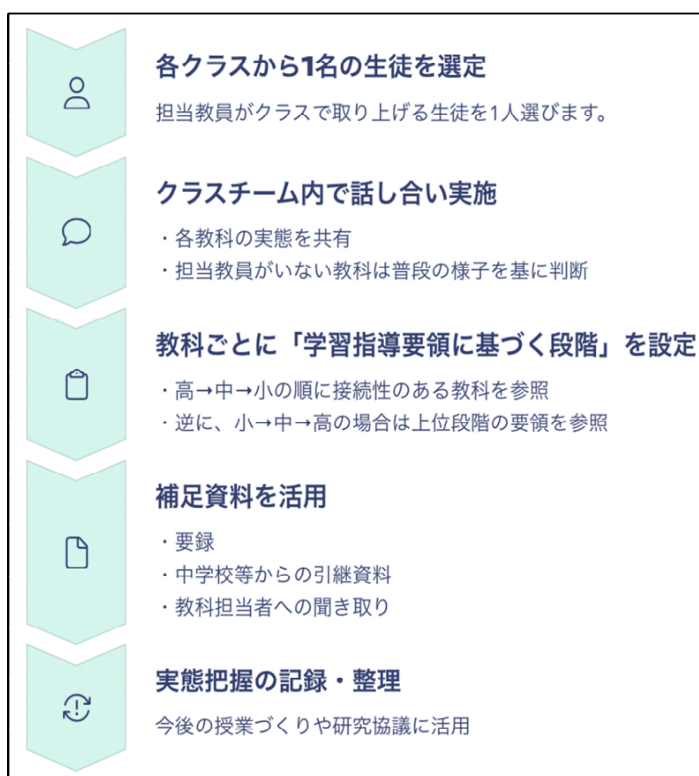 各クラスから1名の生徒を選定
担当教員がクラスで取り上げる生徒を1人選びます。
クラスチーム内で話し合い実施
・各教科の実態を共有
・担当教員がいない教科は普段の様子を基に判断
教科ごとに「学習指導要領に基づく段階」を設定
・高→中→小の順に接続性のある教科を参照
・逆に、小→中→高の場合は上位段階の要領を参照
補足資料を活用
・要録
・中学校等からの引継資料
・教科担当者への聞き取り
実態把握の記録・整理
今後の授業づくりや研究協議に活用